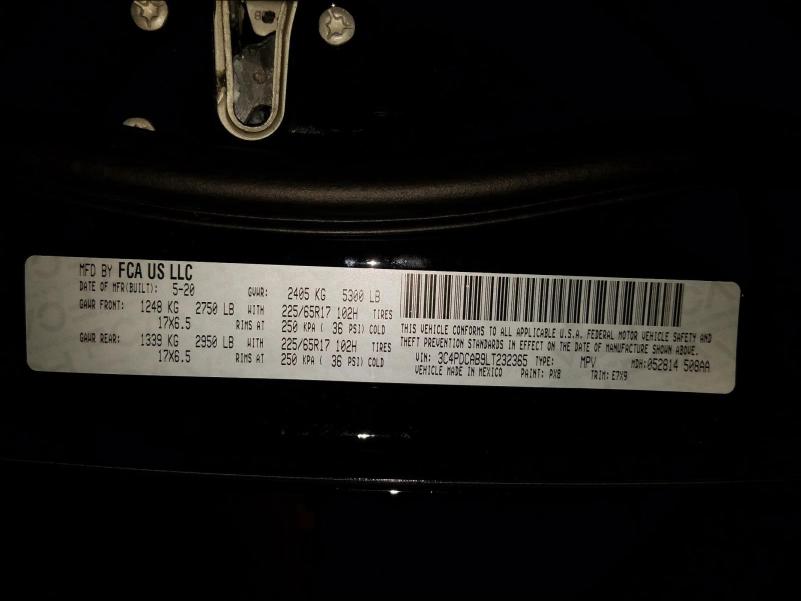 MFD BY FCA US LLC
DATE OF MFR(BUILT): 5-20 GVWR: 2405 KG 5300 LB
GAWR FRONT: 1248 KG 2750 LB WITH 225/65R17 102H TIRES
17X6.5 RIMS AT 250 KPA ( 36 PSI) COLD
GAWR REAR: 1339 KG 2950 LB WITH 225/65R17 102H TIRES
17X6.5 RIMS AT 250 KPA ( 36 PSI) COLD
THIS VEHICLE CONFORMS TO ALL APPLICABLE U.S.A. FEDERAL MOTOR VEHICLE SAFETY AND
THEFT PREVENTION STANDARDS IN EFFECT ON THE DATE OF MANUFACTURE SHOWN ABOVE.
VIN: 3C4PDCAB9LT232365 TYPE: MPV MDH: 052814 508AA
VEHICLE MADE IN MEXICO PAINT: PX8 TRIM: E7X9